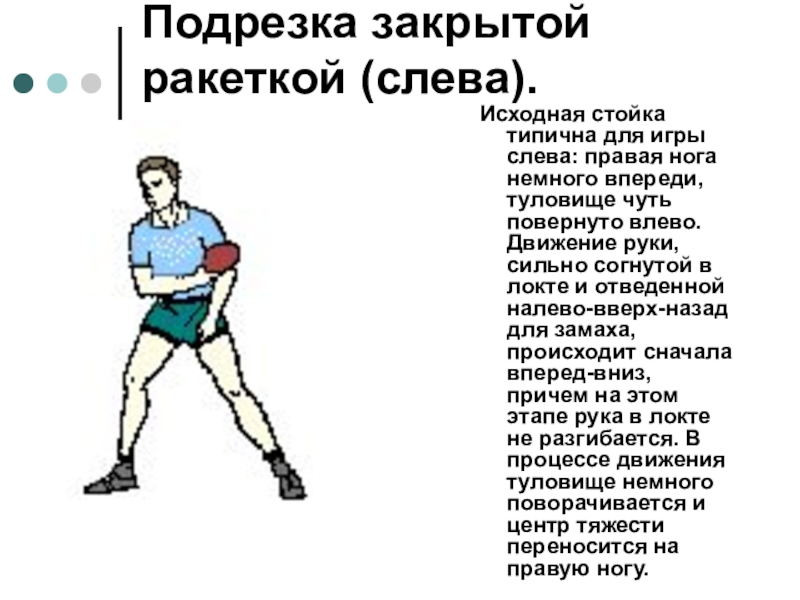 Подрезка закрытой
ракеткой (слева).
Исходная стойка
типична для игры
слева: правая нога
немного впереди,
туловище чуть
повернуто влево.
Движение руки,
сильно согнутой в
локте и отведенной
налево-вверх-назад
для замаха,
происходит сначала
вперед-вниз,
причем на этом
этапе рука в локте
не разгибается. В
процессе движения
туловище немного
поворачивается и
центр тяжести
переносится на
правую ногу.